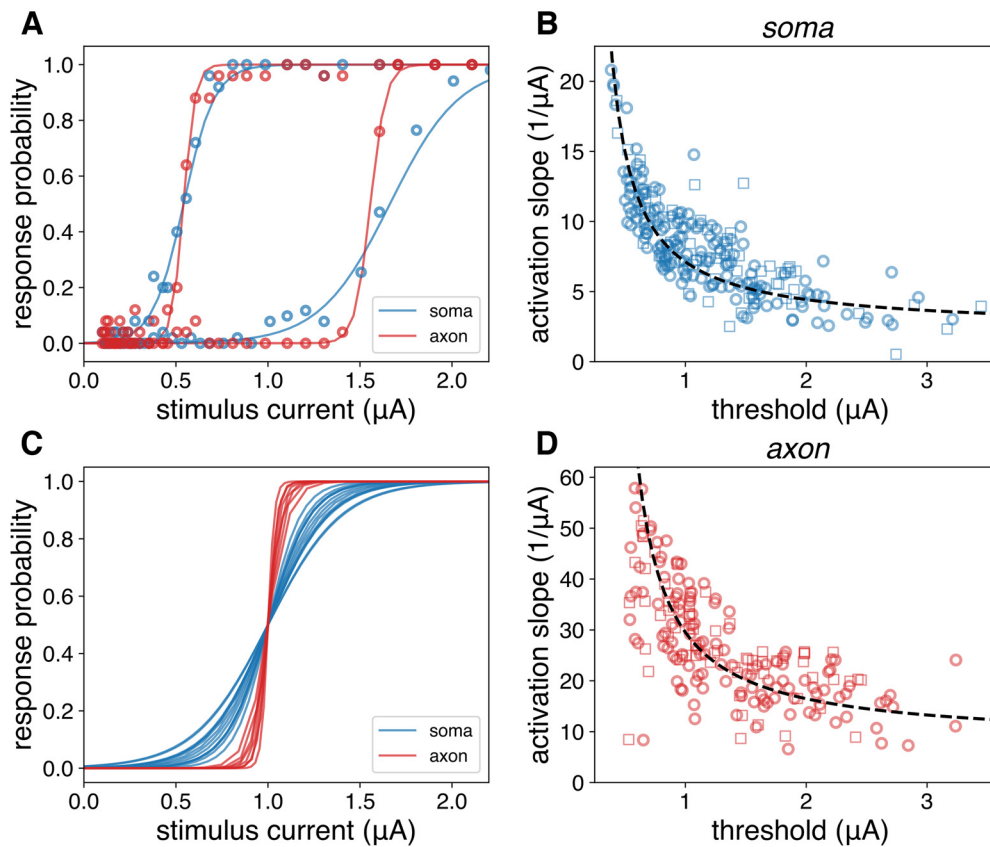 A
response probability
1.0
0.8
0.6
0.4
0.2
0.0
0.0 0.5 1.0 1.5 2.0
stimulus current (μA)
soma
axon
B
soma
activation slope (1/μA)
20
15
10
5
0
1 2 3
threshold (μA)
C
response probability
1.0
0.8
0.6
0.4
0.2
0.0
0.0 0.5 1.0 1.5 2.0
stimulus current (μA)
soma
axon
D
axon
activation slope (1/μA)
60
50
40
30
20
10
0
1 2 3
threshold (μA)